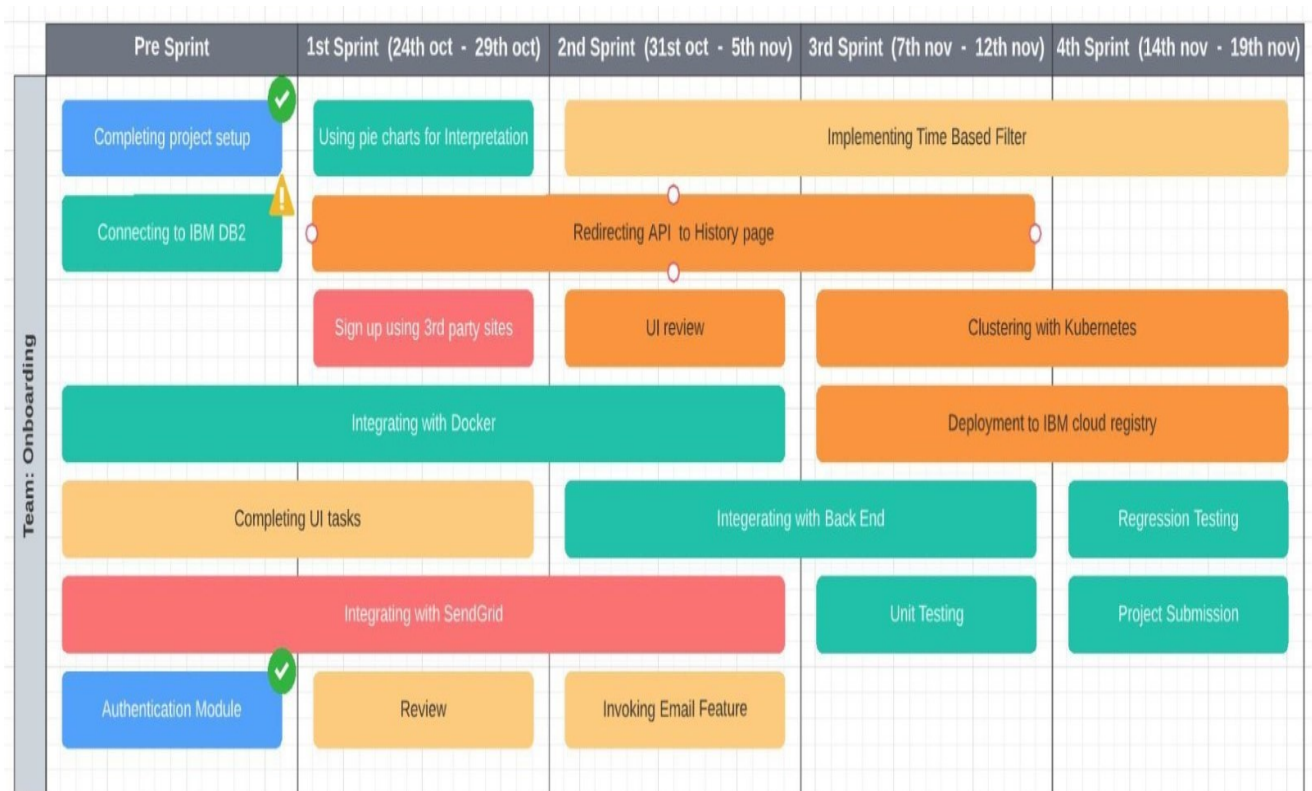 Pre Sprint
1st Sprint (24th oct - 29th oct)
2nd Sprint (31st oct - 5th nov)
3rd Sprint (7th nov - 12th nov)
4th Sprint (14th nov - 19th nov)
Team: Onboarding
Completing project setup
Using pie charts for Interpretation
Implementing Time Based Filter
Connecting to IBM DB2
Redirecting API to History page
Sign up using 3rd party sites
UI review
Clustering with Kubernetes
Integrating with Docker
Deployment to IBM cloud registry
Completing UI tasks
Integerating with Back End
Regression Testing
Integrating with SendGrid
Unit Testing
Project Submission
Authentication Module
Review
Invoking Email Feature